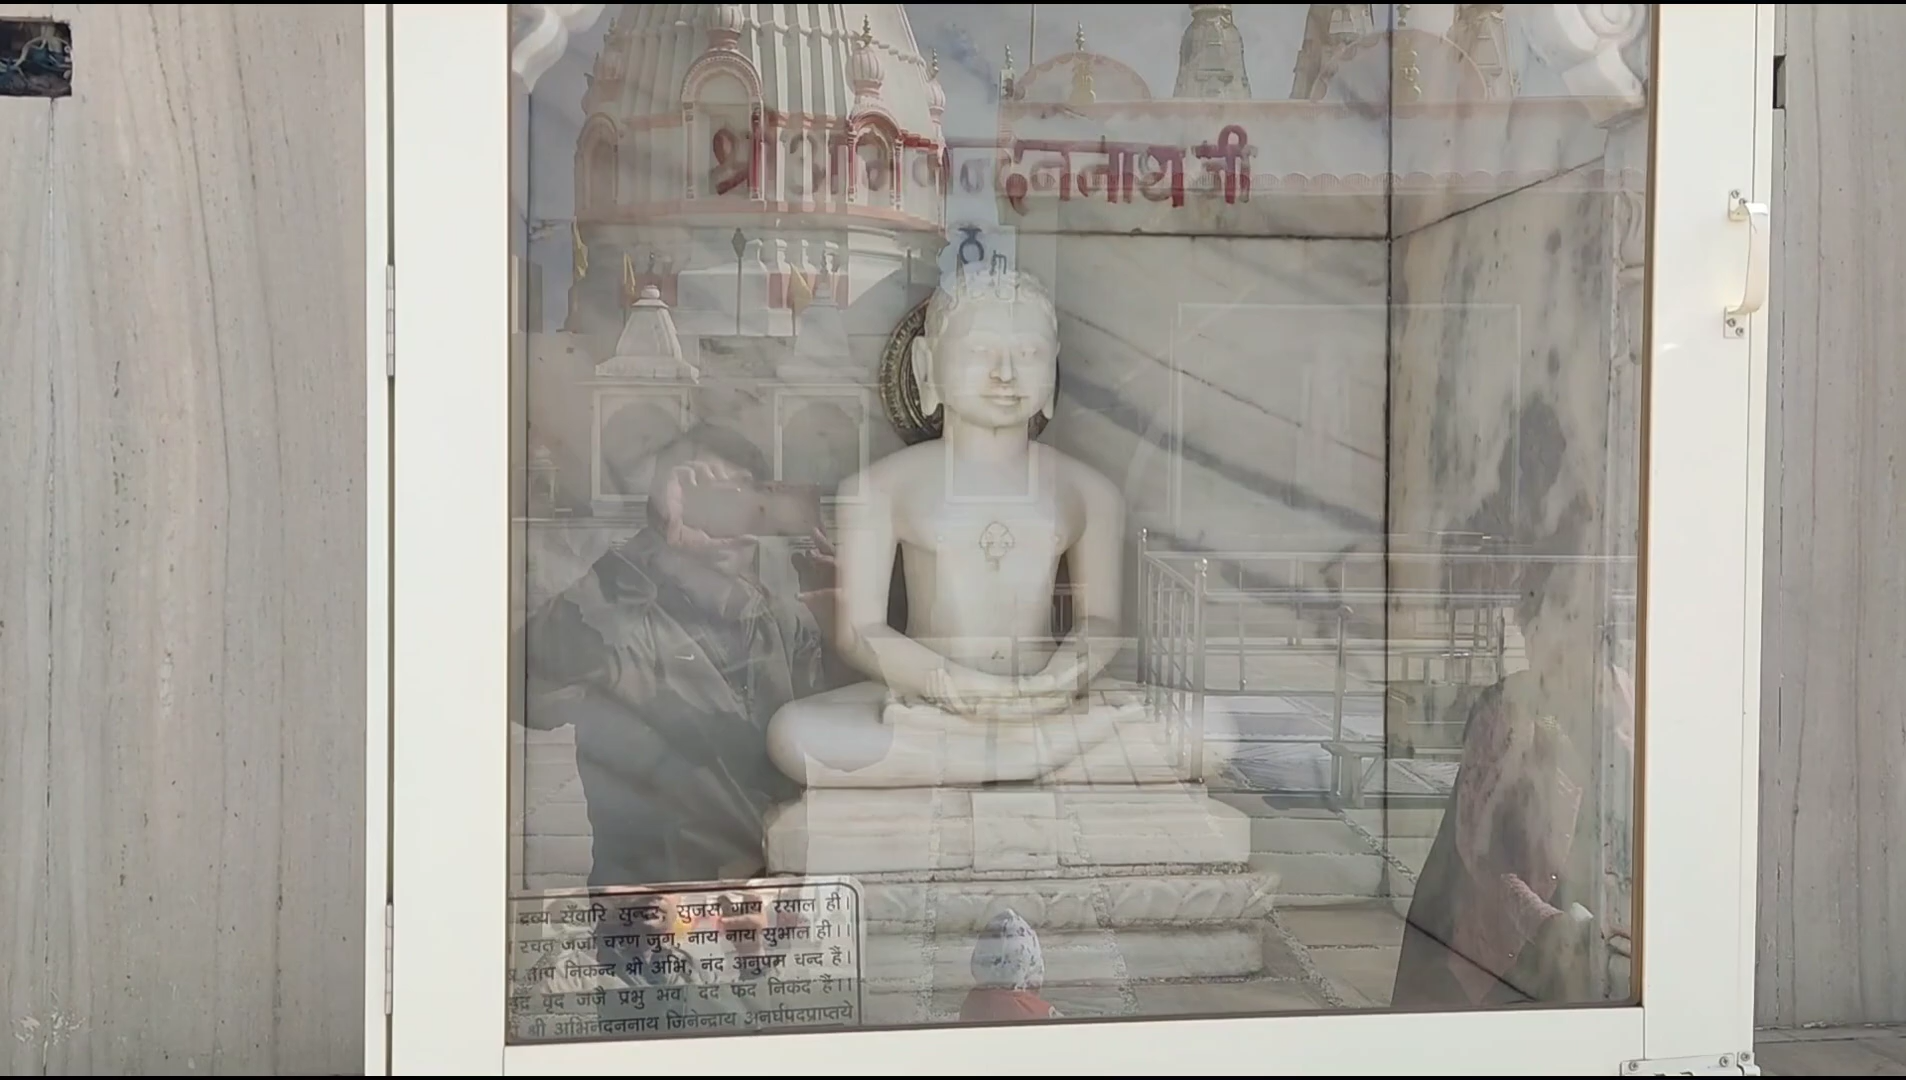 श्री अभिनन्दननाथ जी
द्रव्य सँवारि सुन्दर, सुजस गाय रसाल ही।
रचत जजों चरण जुग, नाय नाय सुभाल ही।।
ताप निकन्द श्री अभि, नंद अनुपम चन्द हैं।
वृंद जजै प्रभु भव, दंद फंद निकंद हैं।।
श्री अभिनंदननाथ जिनेन्द्राय अनर्घपदप्राप्तये